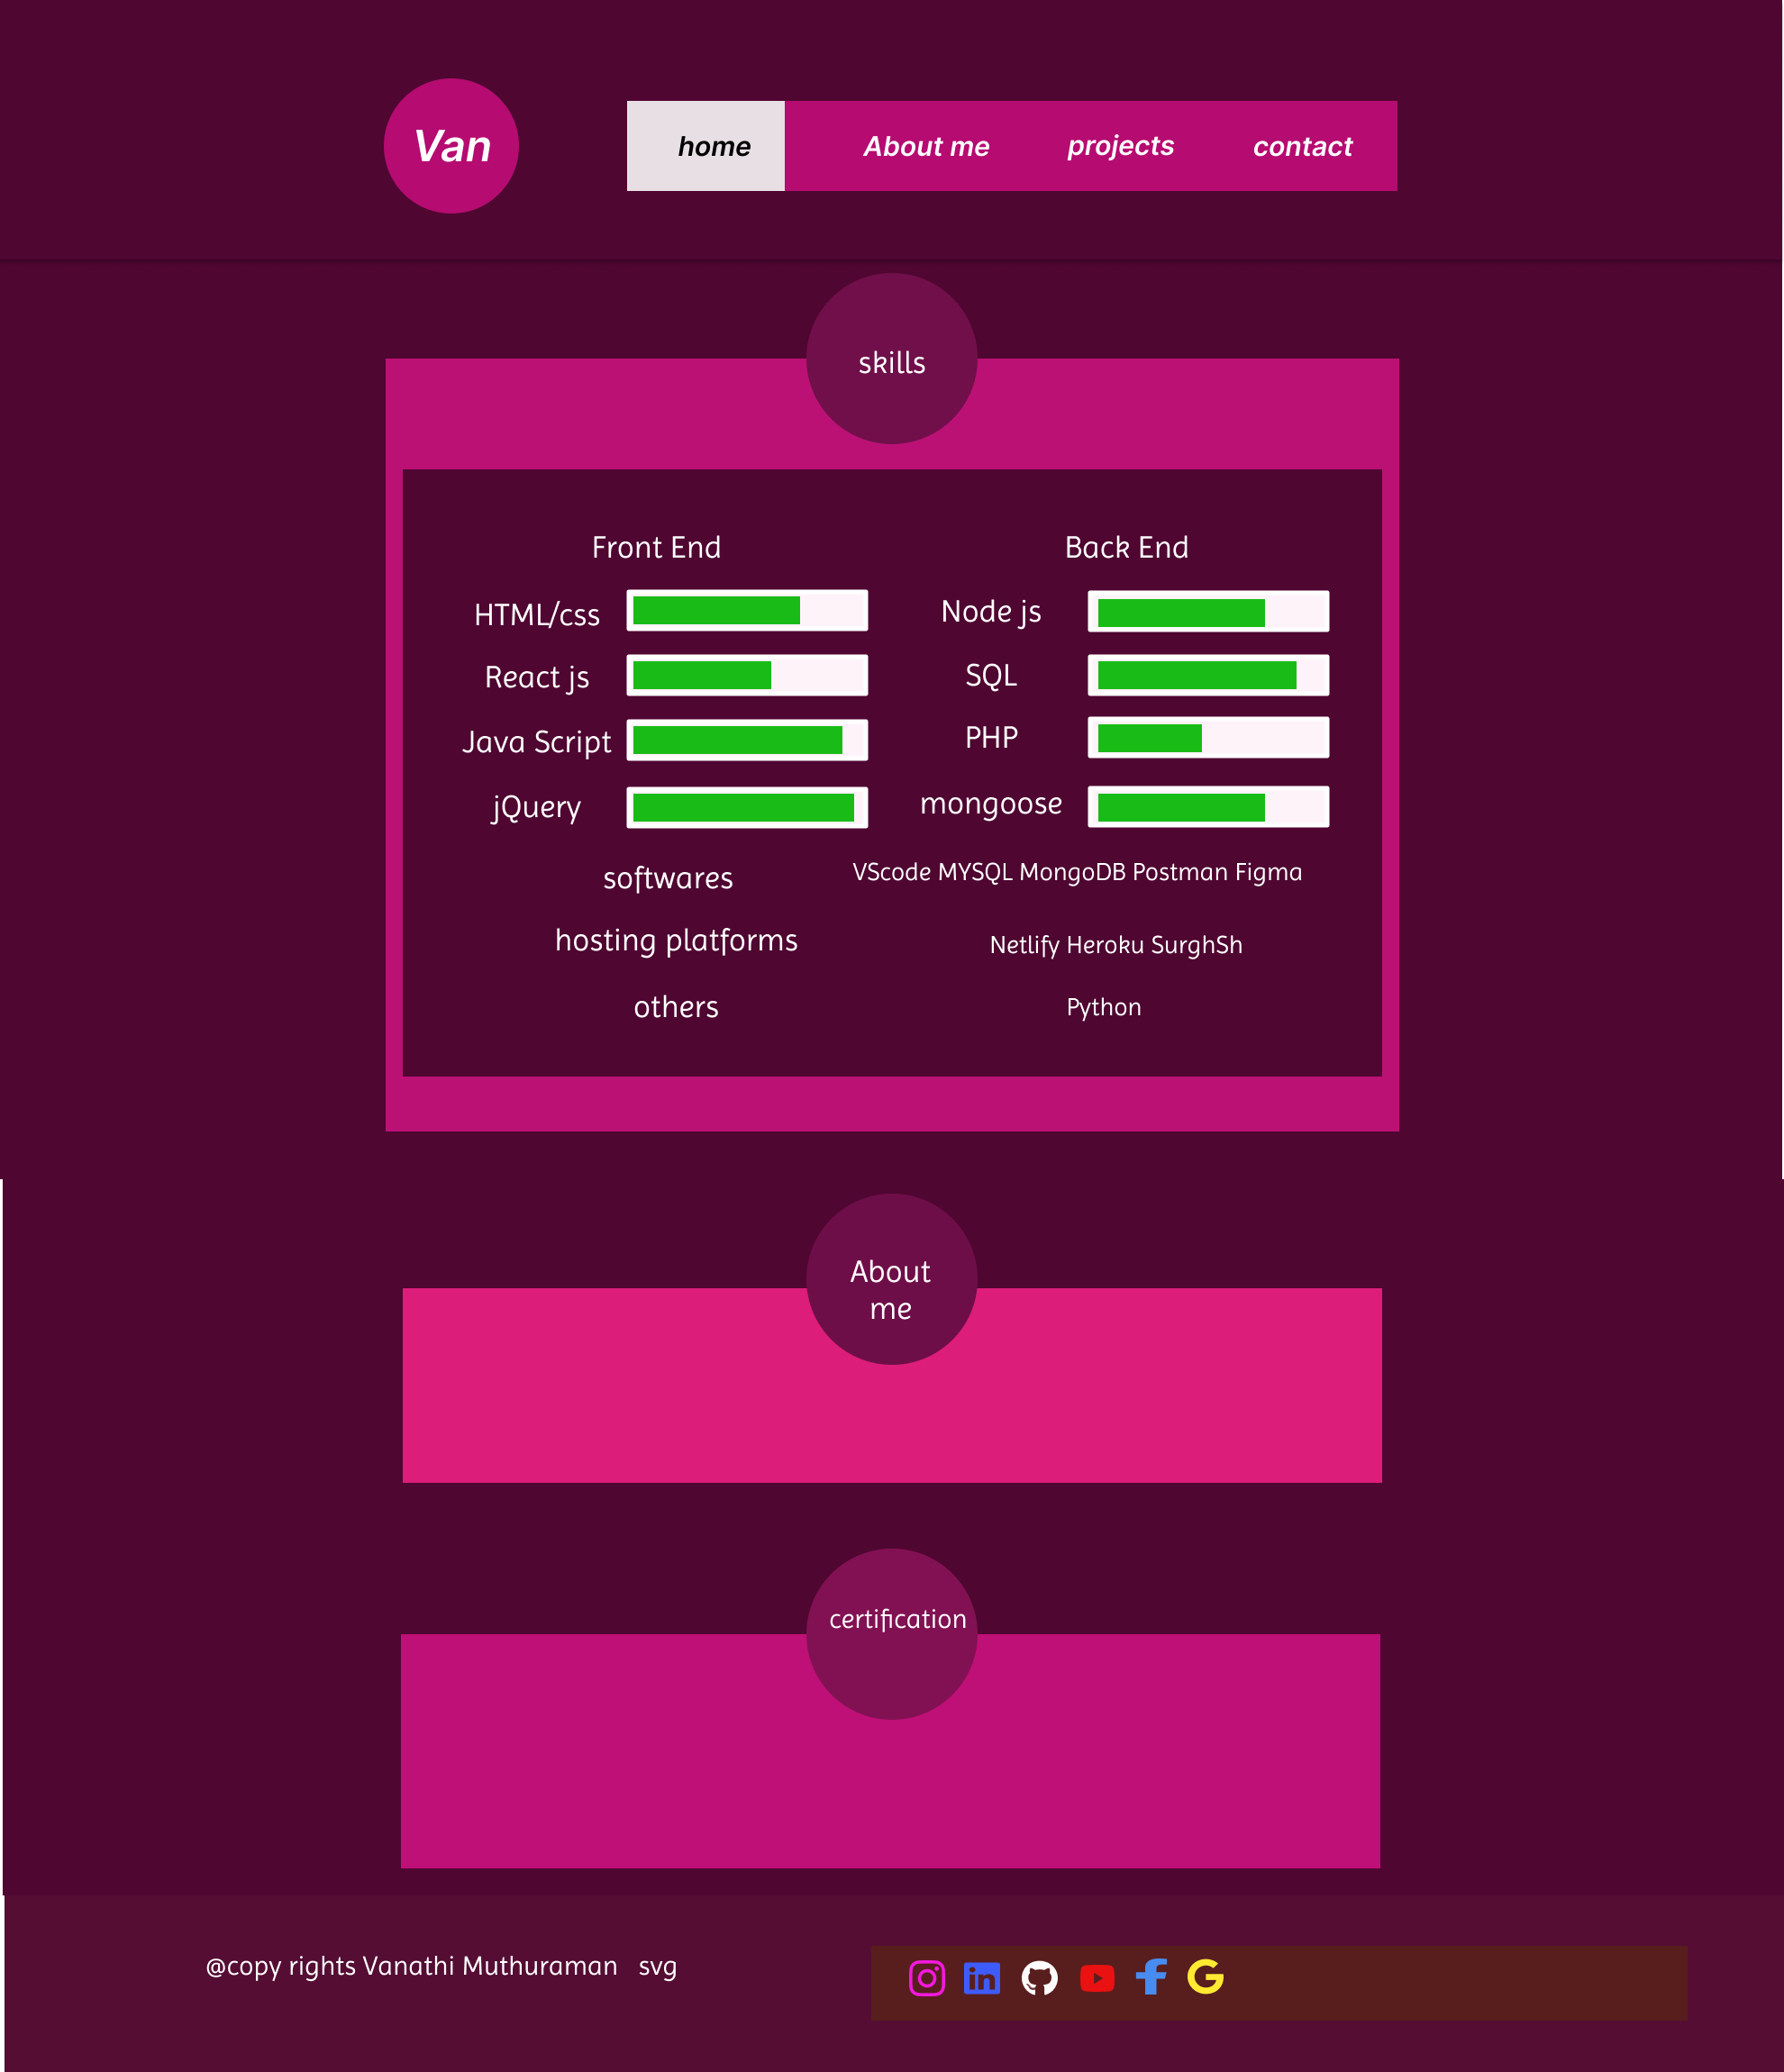 Van
home About me projects contact
skills
Front End Back End
HTML/css Node js
React js SQL
Java Script PHP
jQuery mongoose
softwares VScode MYSQL MongoDB Postman Figma
hosting platforms Netlify Heroku SurghSh
others Python
About
me
certification
@copy rights Vanathi Muthuraman svg